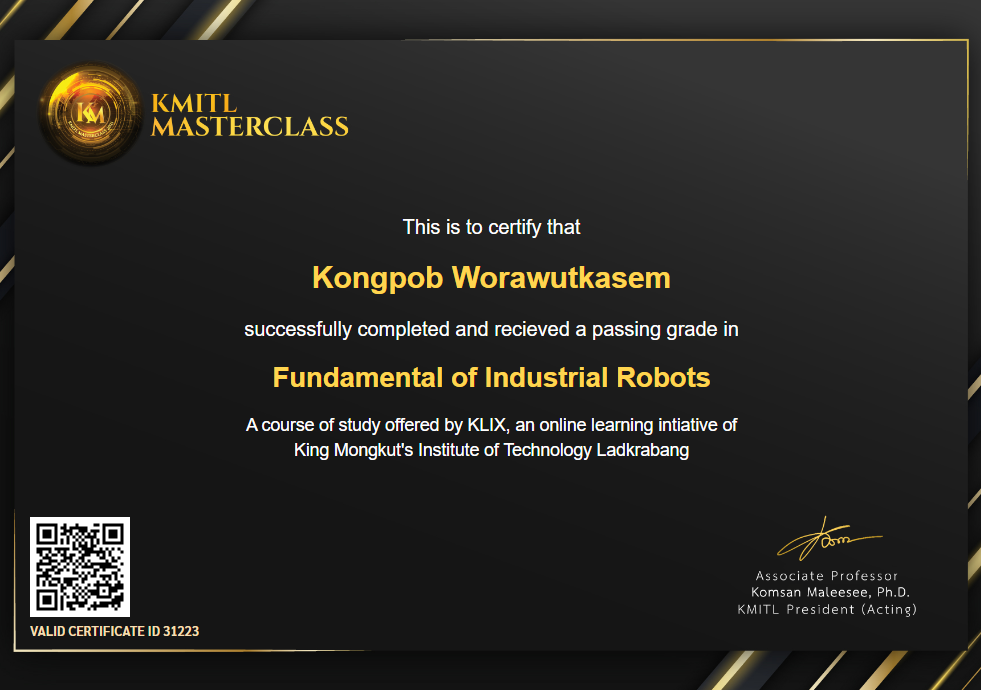 KM
KMITL
MASTERCLASS
This is to certify that
Kongpob Worawutkasem
successfully completed and recieved a passing grade in
Fundamental of Industrial Robots
A course of study offered by KLIX, an online learning intiative of
King Mongkut's Institute of Technology Ladkrabang
Associate Professor
Komsan Maleesee, Ph.D.
KMITL President (Acting)
VALID CERTIFICATE ID 31223